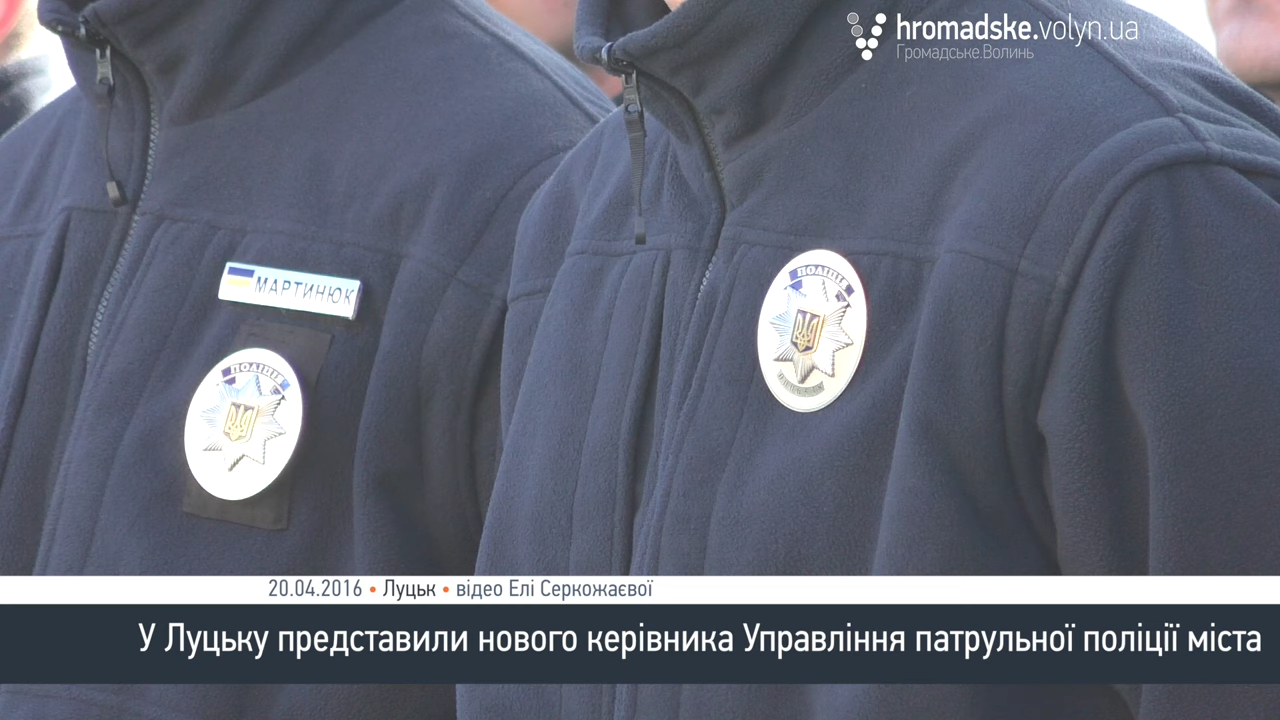 hromadske.volyn.ua
Громадське.Волинь
МАРТИНЮК
ПОЛІЦІЯ
ПОЛІЦІЯ
20.04.2016 • Луцьк • відео Елі Серкожаєвої
У Луцьку представили нового керівника Управління патрульної поліції міста